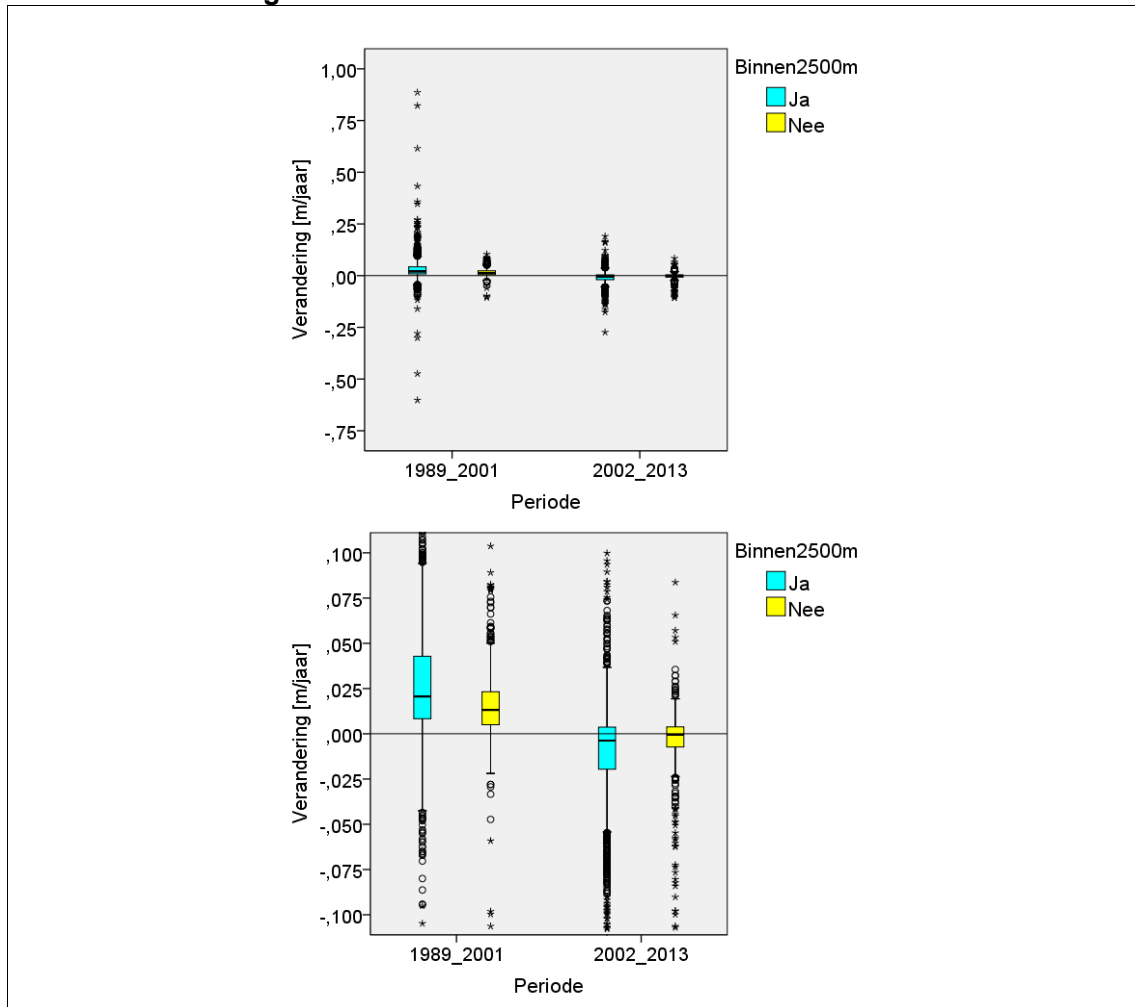 Binnen2500m
Ja
Nee
1,00
,75
,50
,25
,00
-,25
-,50
-,75
Verandering [m/jaar]
1989_2001
2002_2013
Periode
Binnen2500m
Ja
Nee
,100
,075
,050
,025
,000
-,025
-,050
-,075
-,100
Verandering [m/jaar]
1989_2001
2002_2013
Periode